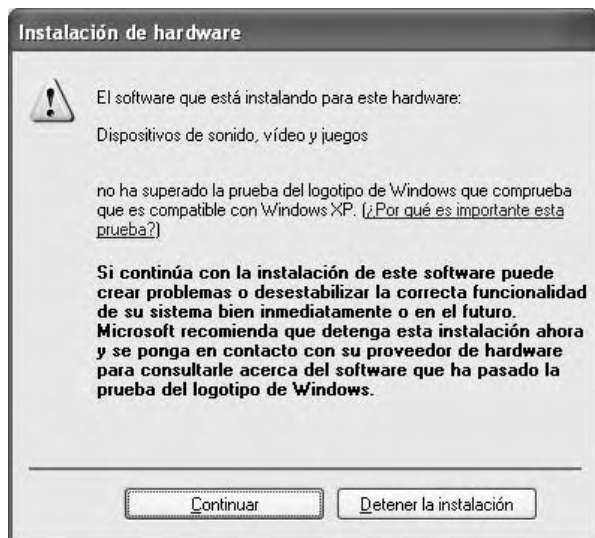 Instalación de hardware
El software que está instalando para este hardware:
Dispositivos de sonido, vídeo y juegos
no ha superado la prueba del logotipo de Windows que comprueba
que es compatible con Windows XP. (¿Por qué es importante esta
prueba?)
Si continúa con la instalación de este software puede
crear problemas o desestabilizar la correcta funcionalidad
de su sistema bien inmediatamente o en el futuro.
Microsoft recomienda que detenga esta instalación ahora
y se ponga en contacto con su proveedor de hardware
para consultarle acerca del software que ha pasado la
prueba del logotipo de Windows.
Continuar
Detener la instalación